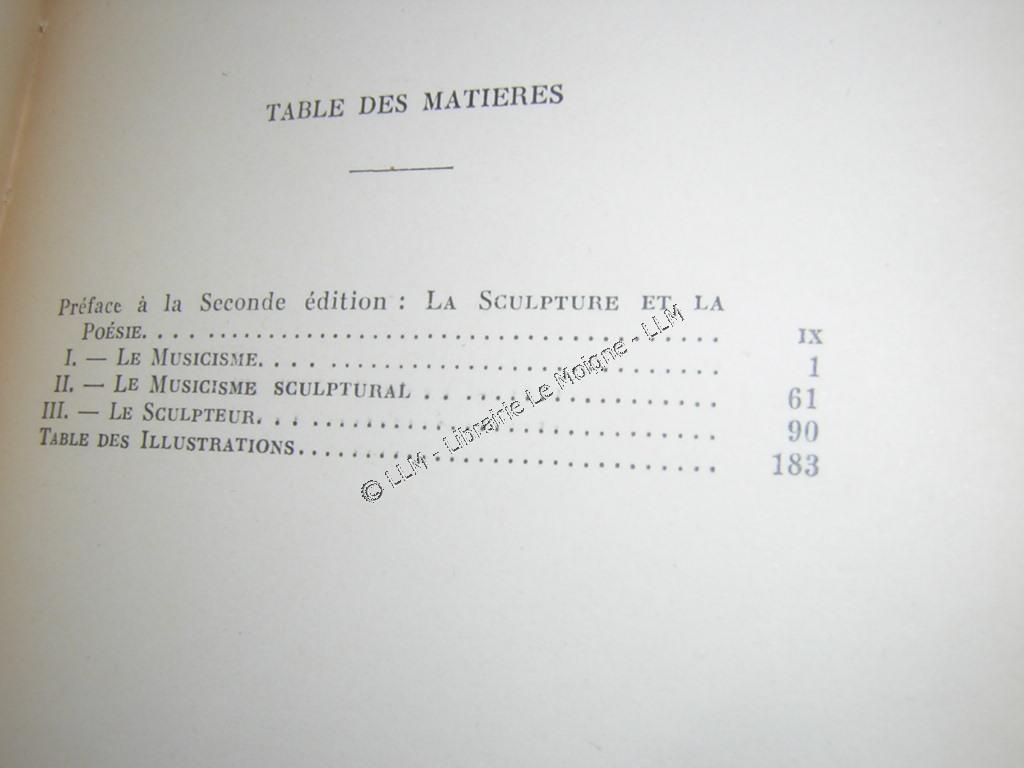 TABLE DES MATIERES
Préface à la Seconde édition : LA SCULPTURE ET LA
POÉSIE. . . . . . . . . . . . . . . . . . . . . . . . . . . . . . . . . . . IX
I. — LE MUSICISME. . . . . . . . . . . . . . . . . . . . . . . . . . . 1
II. — LE MUSICISME SCULPTURAL . . . . . . . . . . . . . . . . 61
III. — LE SCULPTEUR. . . . . . . . . . . . . . . . . . . . . . . . . . 90
TABLE DES ILLUSTRATIONS. . . . . . . . . . . . . . . . . . . . . . . 183
© LLM - Librairie Le Moigne - LLM